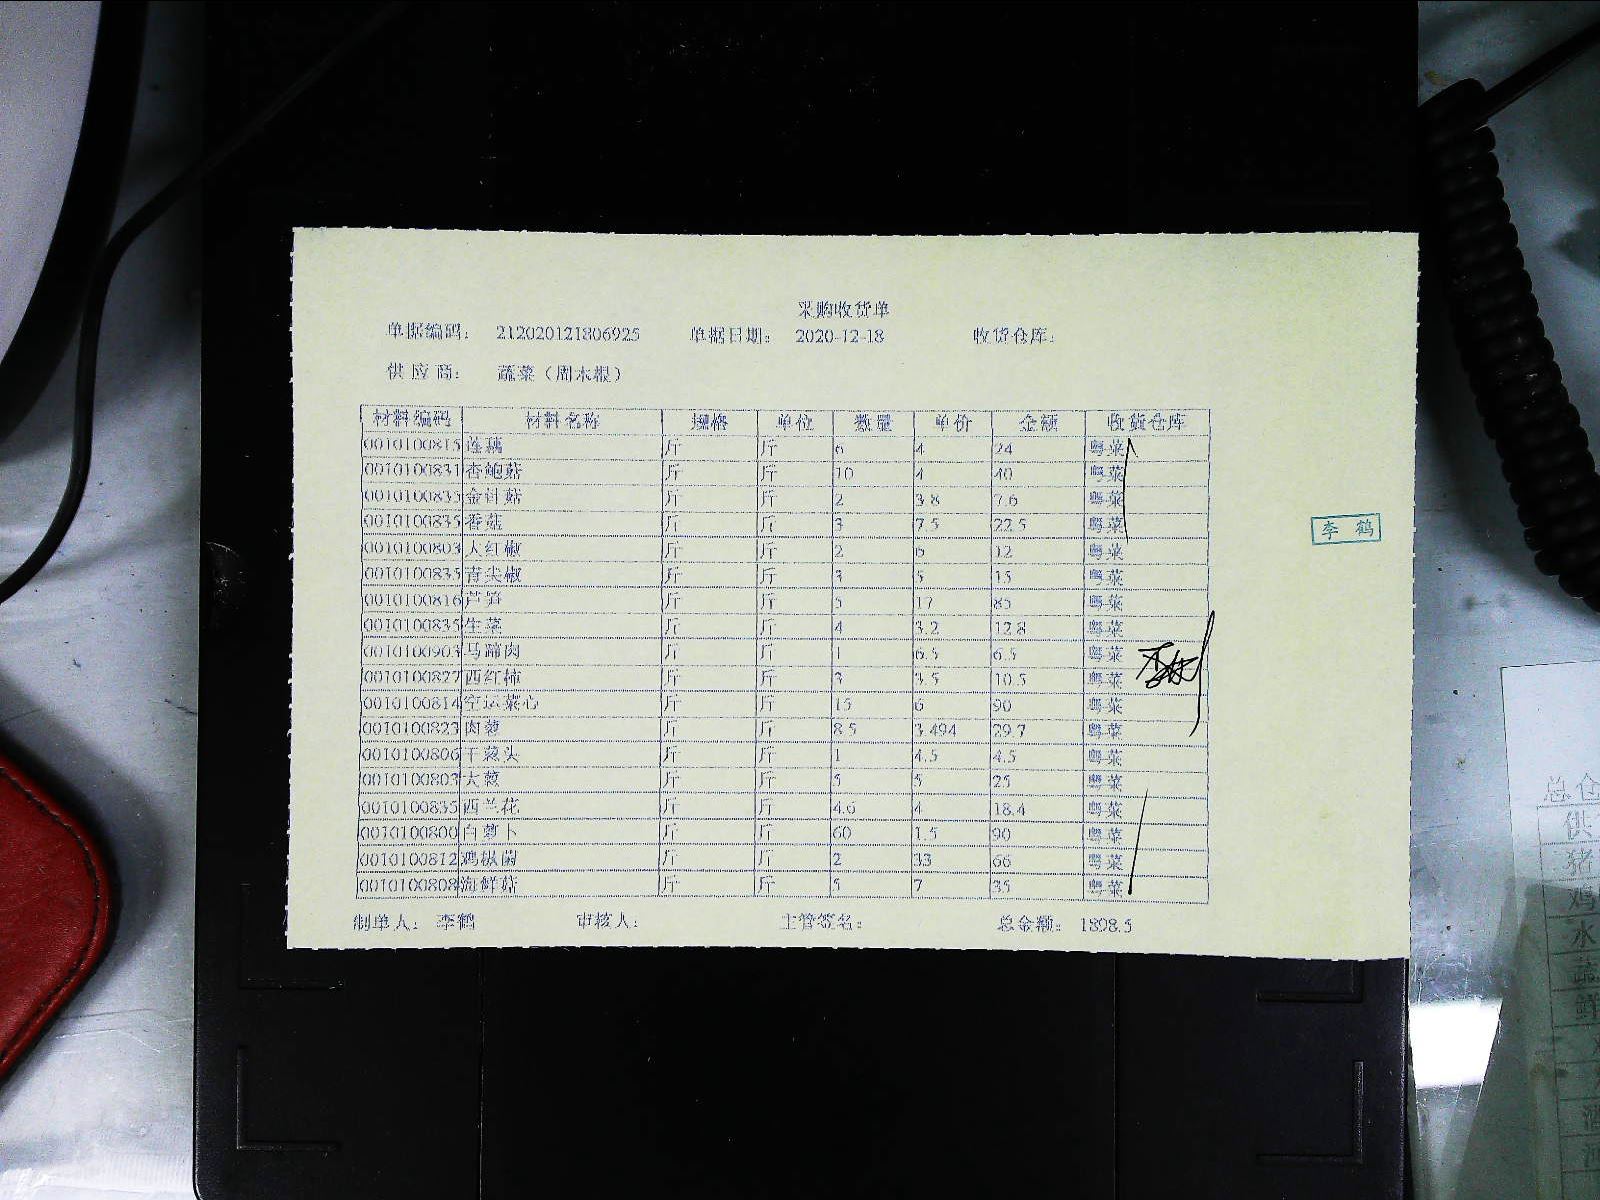 采购收货单
单据编码： 212020121806925 单据日期： 2020-12-18 收货仓库：
供应商： 蔬菜（周末根）
材料编码 材料名称 规格 单位 数量 单价 金额 收货仓库
0010100815 莲藕 斤 斤 6 4 24 粤菜
0010100831 杏鲍菇 斤 斤 10 4 40 粤菜
0010100835 金针菇 斤 斤 2 3.8 7.6 粤菜
0010100835 香菇 斤 斤 3 7.5 22.5 粤菜
0010100803 大红椒 斤 斤 2 6 12 粤菜
0010100835 青尖椒 斤 斤 3 5 15 粤菜
0010100816 芦笋 斤 斤 5 17 85 粤菜
0010100835 生菜 斤 斤 4 3.2 12.8 粤菜
0010100903 马蹄肉 斤 斤 1 6.5 6.5 粤菜
0010100827 西红柿 斤 斤 3 3.5 10.5 粤菜
0010100814 空运菜心 斤 斤 15 6 90 粤菜
0010100823 肉葱 斤 斤 8.5 3.494 29.7 粤菜
0010100806 干葱头 斤 斤 1 4.5 4.5 粤菜
0010100803 大葱 斤 斤 5 5 25 粤菜
0010100835 西兰花 斤 斤 4.6 4 18.4 粤菜
0010100800 白萝卜 斤 斤 60 1.5 90 粤菜
0010100812 鸡枞菌 斤 斤 2 33 66 粤菜
0010100808 海鲜菇 斤 斤 5 7 35 粤菜
制单人： 李鹤 审核人： 主管签名： 总金额： 1898.5
李 鹤
总仓
供
猪
鸡
水
蔬